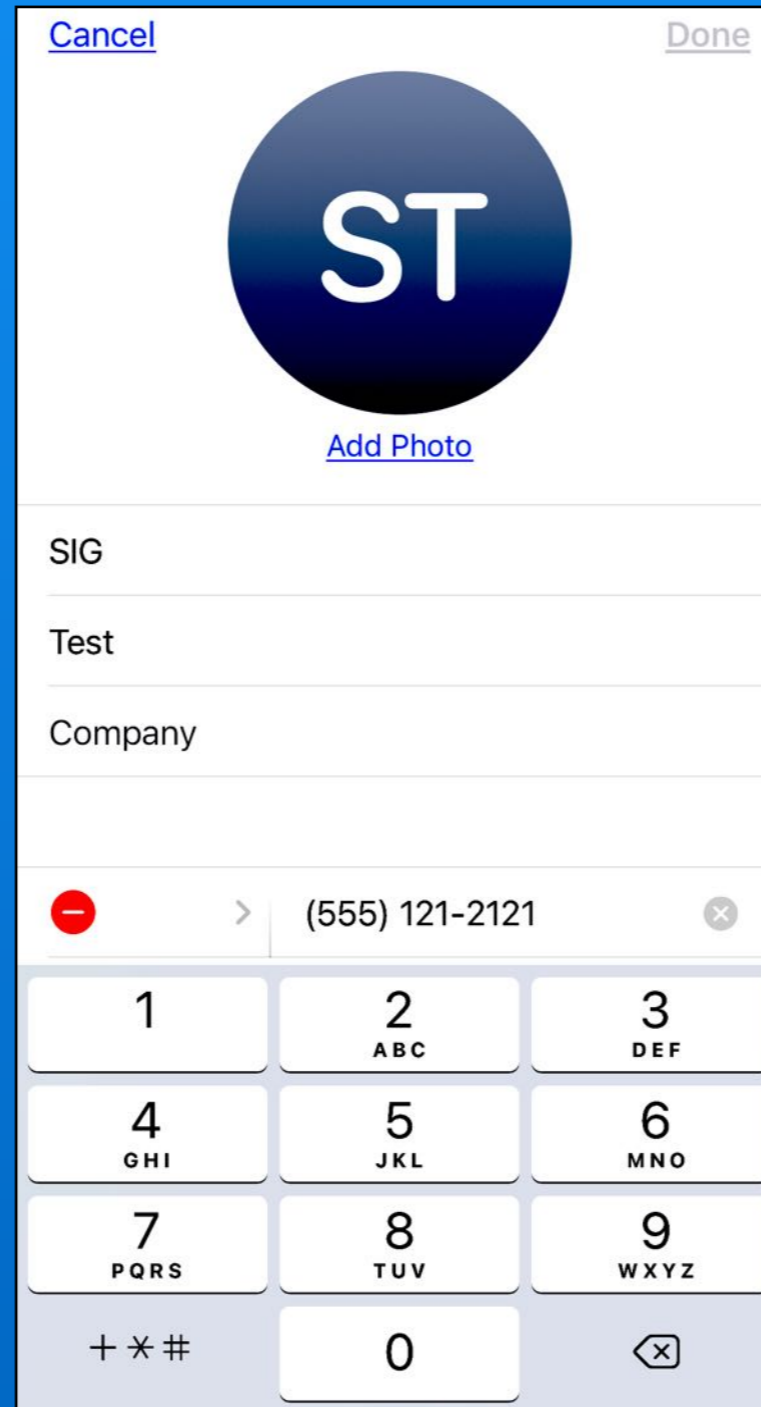 Cancel Done
ST
Add Photo
SIG
Test
Company
(555) 121-2121
1 2 3
ABC DEF
4 5 6
GHI JKL MNO
7 8 9
PQRS TUV WXYZ
+*# 0